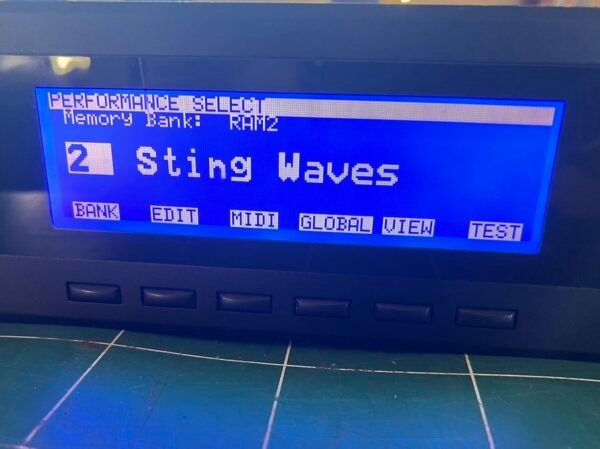 PERFORMANCE SELECT
Memory Bank: RAM2
2 Sting Waves
BANK EDIT MIDI GLOBAL VIEW TEST